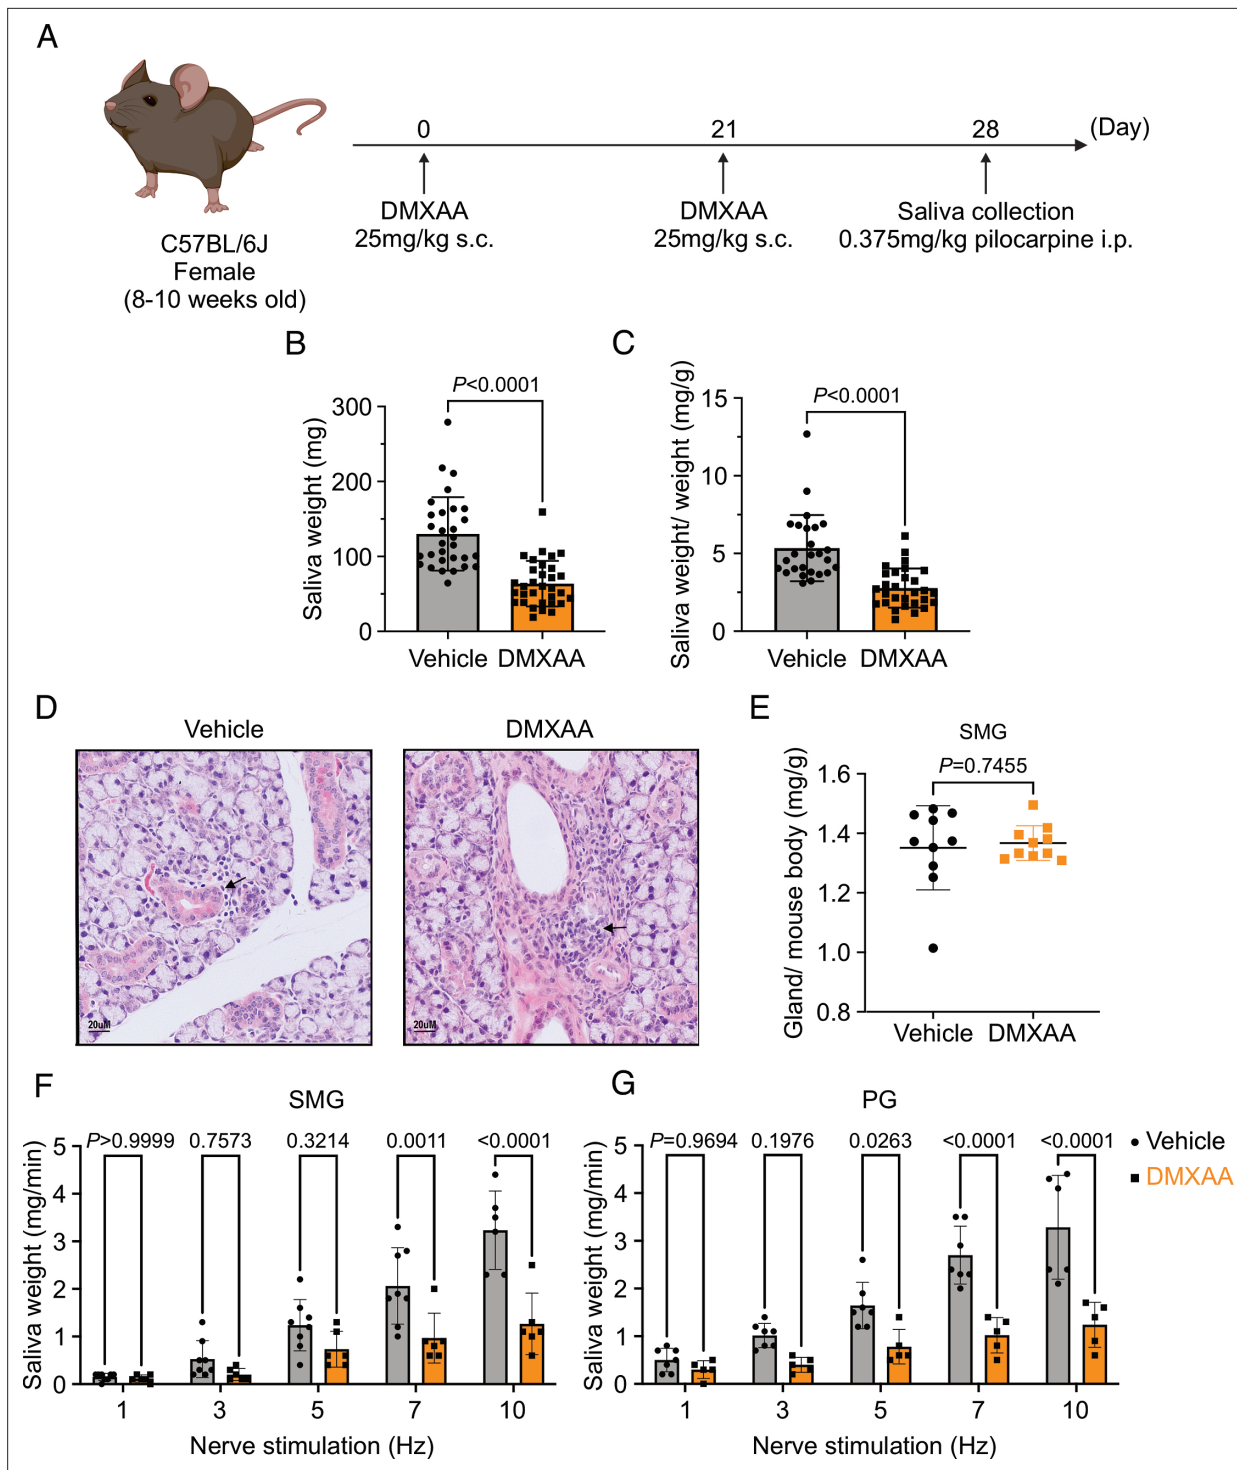 A
0
21
28
(Day)
DMXAA
25mg/kg s.c.
DMXAA
25mg/kg s.c.
Saliva collection
0.375mg/kg pilocarpine i.p.
C57BL/6J
Female
(8-10 weeks old)
B
P<0.0001
Saliva weight (mg)
300
200
100
0
Vehicle
DMXAA
C
P<0.0001
Saliva weight/ weight (mg/g)
15
10
5
0
Vehicle
DMXAA
D
Vehicle
20uM
DMXAA
20uM
E
SMG
P=0.7455
Gland/ mouse body (mg/g)
1.6
1.4
1.2
1.0
0.8
Vehicle
DMXAA
F
SMG
P>0.9999 0.7573 0.3214 0.0011 <0.0001
Saliva weight (mg/min)
5
4
3
2
1
0
1 3 5 7 10
Nerve stimulation (Hz)
G
PG
P=0.9694 0.1976 0.0263 <0.0001 <0.0001
Saliva weight (mg/min)
5
4
3
2
1
0
1 3 5 7 10
Nerve stimulation (Hz)
Vehicle
DMXAA